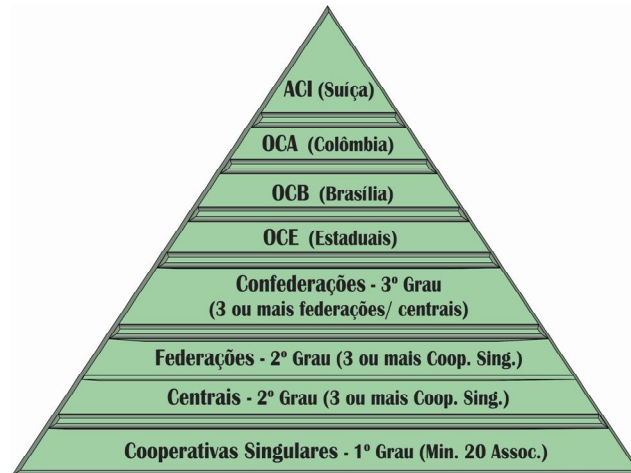 ACI (Suíça)
OCA (Colômbia)
OCB (Brasília)
OCE (Estaduais)
Confederações - 3º Grau
(3 ou mais federações/ centrais)
Federações - 2º Grau (3 ou mais Coop. Sing.)
Centrais - 2º Grau (3 ou mais Coop. Sing.)
Cooperativas Singulares - 1º Grau (Min. 20 Assoc.)